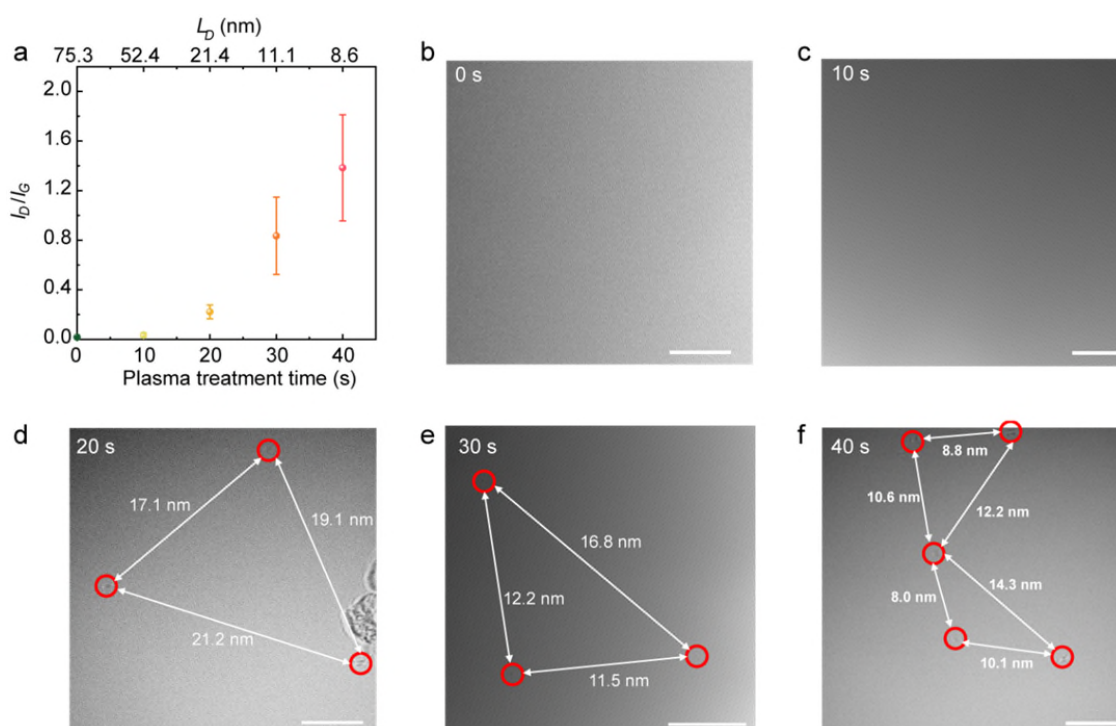 a
L_D (nm)
75.3 52.4 21.4 11.1 8.6
2.0
1.6
1.2
0.8
0.4
0.0
I_D/I_G
0 10 20 30 40
Plasma treatment time (s)
b
0 s
c
10 s
d
20 s
17.1 nm
19.1 nm
21.2 nm
e
30 s
16.8 nm
12.2 nm
11.5 nm
f
40 s
8.8 nm
10.6 nm
12.2 nm
14.3 nm
8.0 nm
10.1 nm